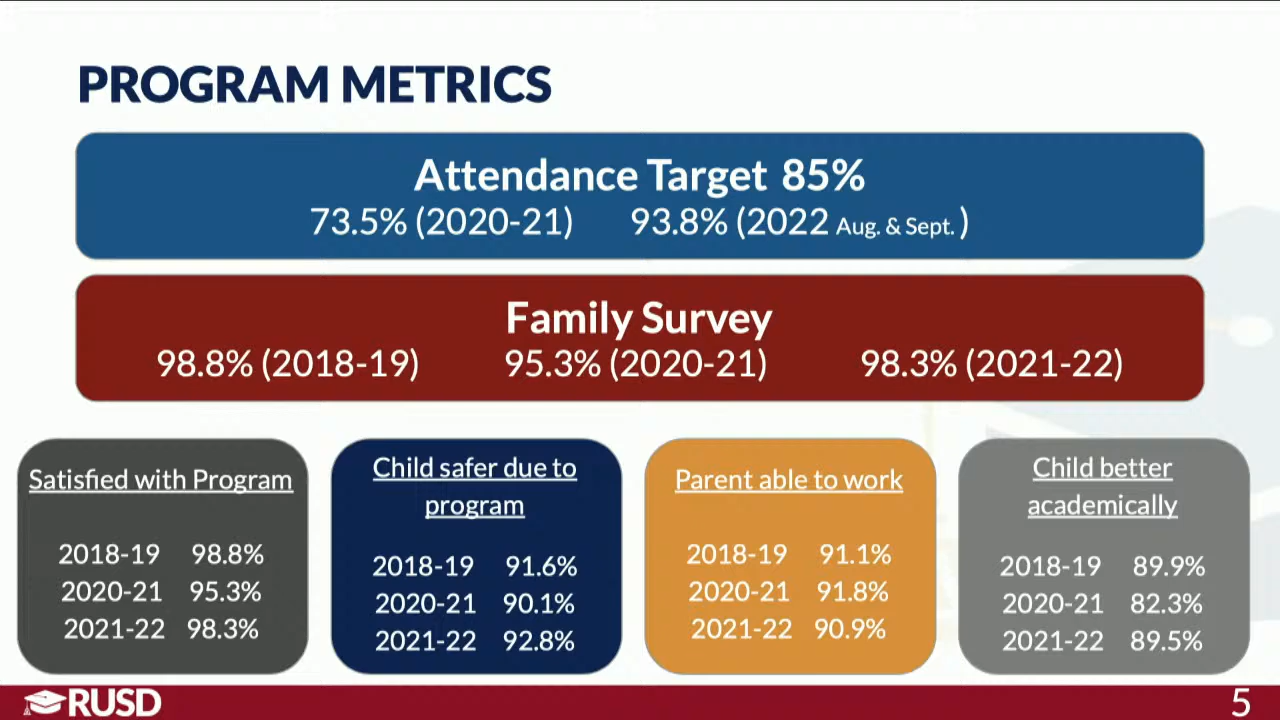 PROGRAM METRICS
Attendance Target 85%
73.5% (2020-21) 93.8% (2022 Aug. & Sept. )
Family Survey
98.8% (2018-19) 95.3% (2020-21) 98.3% (2021-22)
Satisfied with Program
2018-19 98.8%
2020-21 95.3%
2021-22 98.3%
Child safer due to
program
2018-19 91.6%
2020-21 90.1%
2021-22 92.8%
Parent able to work
2018-19 91.1%
2020-21 91.8%
2021-22 90.9%
Child better
academically
2018-19 89.9%
2020-21 82.3%
2021-22 89.5%
RUSD
5